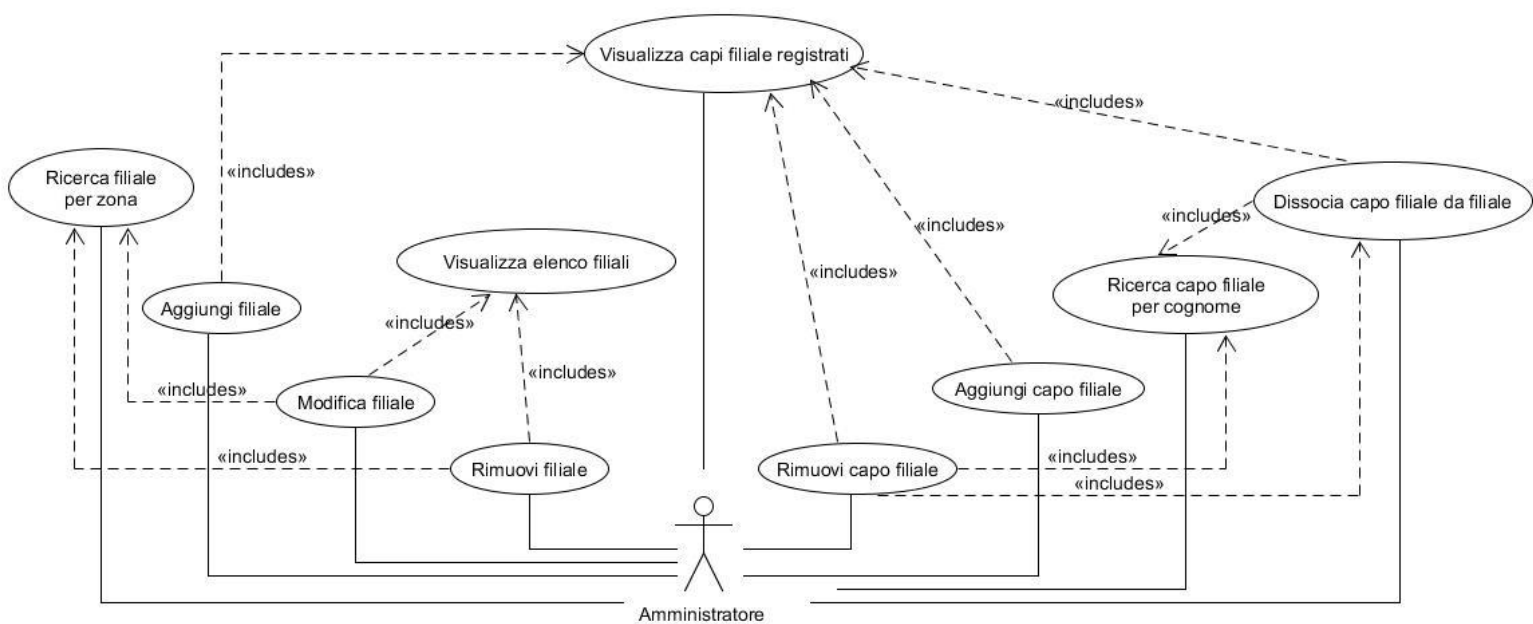 Visualizza capi filiale registrati
«includes»
«includes»
Ricerca filiale
per zona
Dissocia capo filiale da filiale
«includes»
«includes»
Visualizza elenco filiali
«includes»
Ricerca capo filiale
per cognome
Aggiungi filiale
«includes»
«includes»
«includes»
Aggiungi capo filiale
Modifica filiale
«includes»
«includes»
Rimuovi filiale
Rimuovi capo filiale
«includes»
«includes»
Amministratore